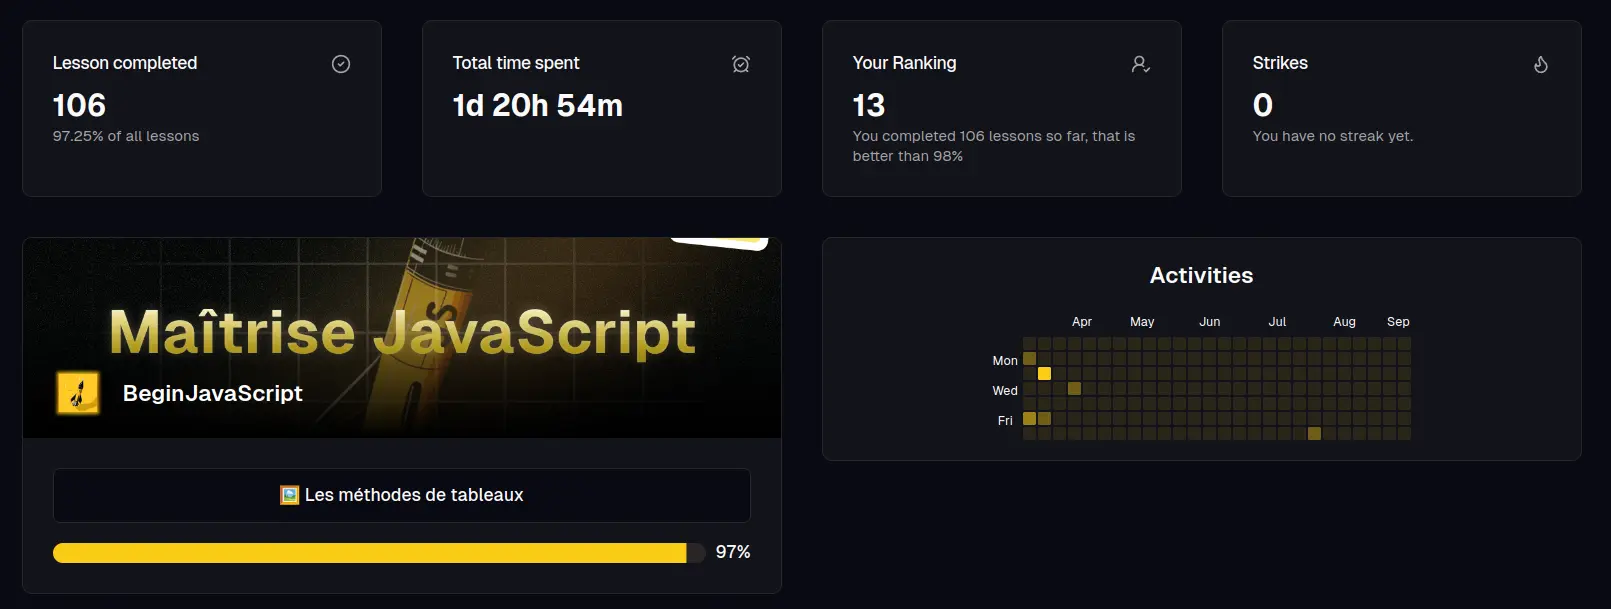 Lesson completed
106
97.25% of all lessons
Total time spent
1d 20h 54m
Your Ranking
13
You completed 106 lessons so far, that is
better than 98%
Strikes
0
You have no streak yet.
Maîtrise JavaScript
BeginJavaScript
🖼️ Les méthodes de tableaux
97%
Activities
Apr May Jun Jul Aug Sep
Mon
Wed
Fri